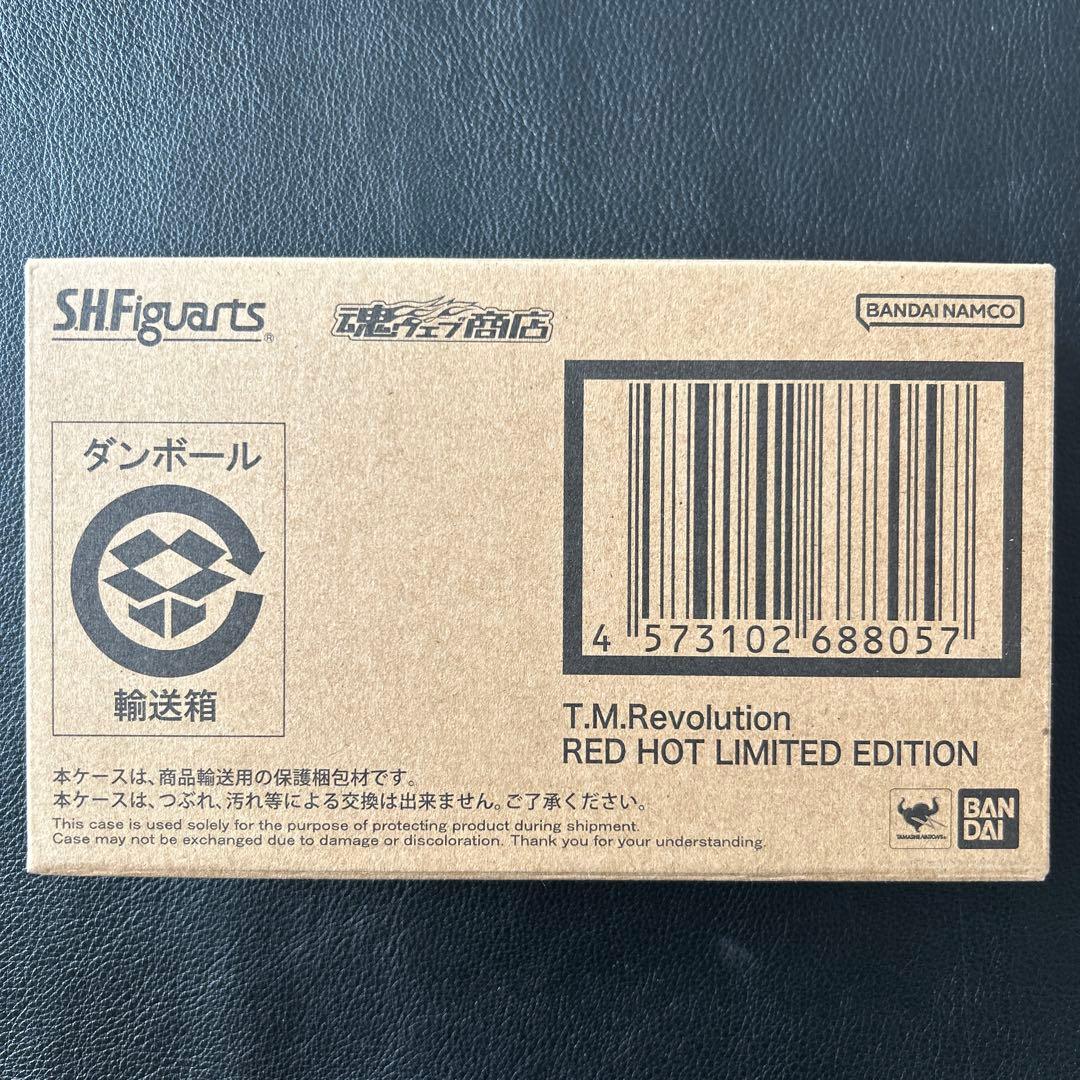 S.H.Figuarts®
魂ウェブ商店
BANDAI NAMCO
ダンボール
輸送箱
4 573102 688057
T.M.Revolution
RED HOT LIMITED EDITION
本ケースは、商品輸送用の保護梱包材です。
本ケースは、つぶれ、汚れ等による交換は出来ません。ご了承ください。
This case is used solely for the purpose of protecting product during shipment.
Case may not be exchanged due to damage or discoloration. Thank you for your understanding.
TAMASHII NATIONS
BAN
DAI